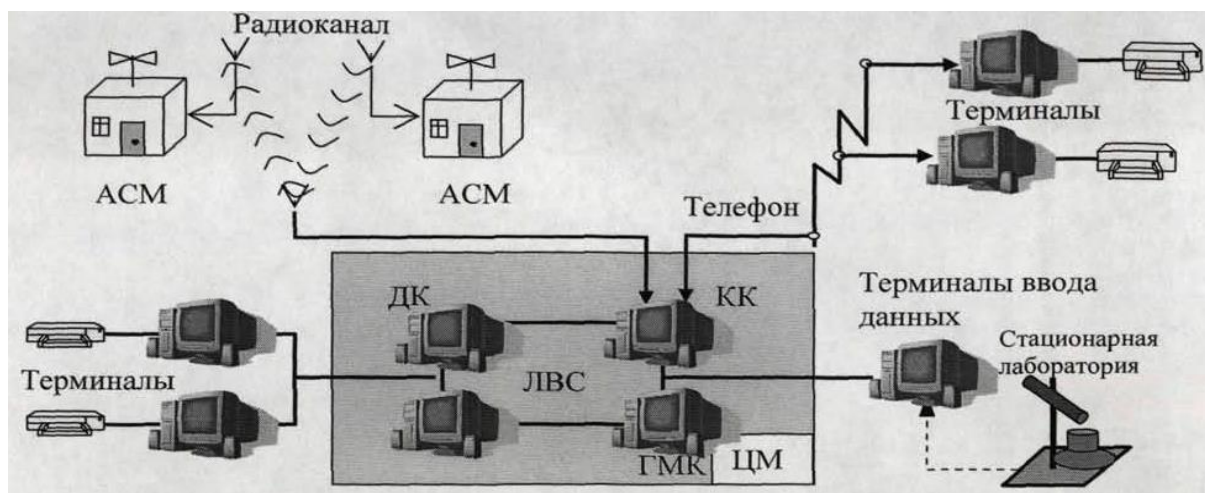 Радиоканал
Терминалы
АСМ
АСМ
Телефон
ДК
КК
Терминалы ввода
данных
Стационарная
лаборатория
Терминалы
ЛВС
ГМК
ЦМ